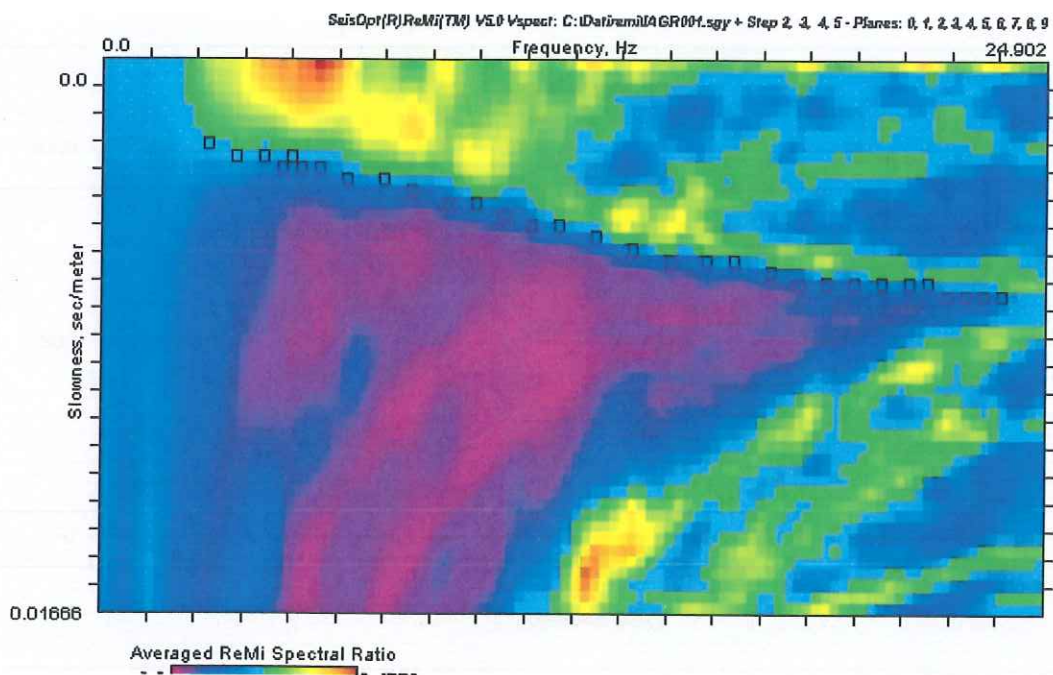 SeisOpt(R)ReMi(TM) V5.0 Vspect: C:\Dati\remi\IAGR001.sgy + Step 2, 3, 4, 5 - Planes: 0, 1, 2, 3, 4, 5, 6, 7, 8, 9
0.0 Frequency, Hz 24.902
0.0
Slowness, sec/meter
0.01666
Averaged ReMi Spectral Ratio